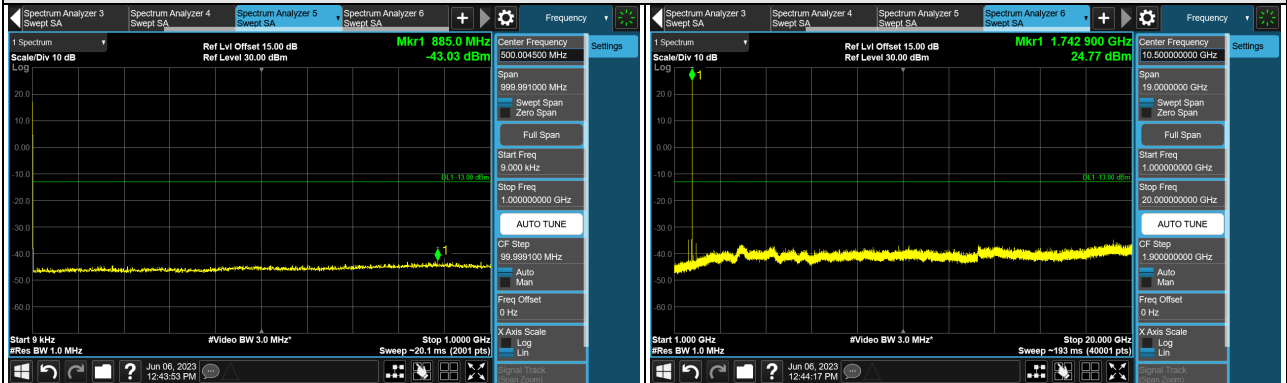 Spectrum Analyzer 3
Swept SA
Spectrum Analyzer 4
Swept SA
Spectrum Analyzer 5
Swept SA
Spectrum Analyzer 6
Swept SA
+
Frequency
1 Spectrum
Scale/Div 10 dB
Log
Ref Lvl Offset 15.00 dB
Ref Level 30.00 dBm
Mkr1 885.0 MHz
-43.03 dBm
1
20.0
10.0
0.00
-10.0
-20.0
-30.0
-40.0
-50.0
-60.0
DL1 -13.00 dBm
Start 9 kHz
#Res BW 1.0 MHz
#Video BW 3.0 MHz*
Stop 1.0000 GHz
Sweep ~20.1 ms (2001 pts)
Center Frequency
500.004500 MHz
Settings
Span
999.991000 MHz
Swept Span
Zero Span
Full Span
Start Freq
9.000 kHz
Stop Freq
1.000000000 GHz
AUTO TUNE
CF Step
99.999100 MHz
Auto
Man
Freq Offset
0 Hz
X Axis Scale
Log
Lin
Signal Track
(Span Zoom)
?
Jun 06, 2023
12:43:53 PM
Spectrum Analyzer 3
Swept SA
Spectrum Analyzer 4
Swept SA
Spectrum Analyzer 5
Swept SA
Spectrum Analyzer 6
Swept SA
+
Frequency
1 Spectrum
Scale/Div 10 dB
Log
Ref Lvl Offset 15.00 dB
Ref Level 30.00 dBm
Mkr1 1.742 900 GHz
24.77 dBm
1
20.0
10.0
0.00
-10.0
-20.0
-30.0
-40.0
-50.0
-60.0
DL1 -13.00 dBm
Start 1.000 GHz
#Res BW 1.0 MHz
#Video BW 3.0 MHz*
Stop 20.000 GHz
Sweep ~193 ms (40001 pts)
Center Frequency
10.500000000 GHz
Settings
Span
19.0000000 GHz
Swept Span
Zero Span
Full Span
Start Freq
1.000000000 GHz
Stop Freq
20.000000000 GHz
AUTO TUNE
CF Step
1.900000000 GHz
Auto
Man
Freq Offset
0 Hz
X Axis Scale
Log
Lin
Signal Track
(Span Zoom)
?
Jun 06, 2023
12:44:17 PM